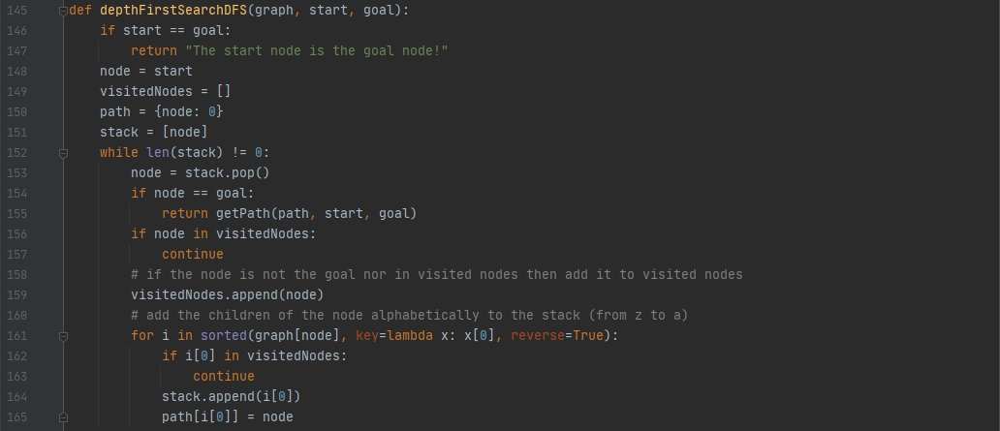 145 def depthFirstSearchDFS(graph, start, goal):
146     if start == goal:
147         return "The start node is the goal node!"
148     node = start
149     visitedNodes = []
150     path = {node: 0}
151     stack = [node]
152     while len(stack) != 0:
153         node = stack.pop()
154         if node == goal:
155             return getPath(path, start, goal)
156         if node in visitedNodes:
157             continue
158         # if the node is not the goal nor in visited nodes then add it to visited nodes
159         visitedNodes.append(node)
160         # add the children of the node alphabetically to the stack (from z to a)
161         for i in sorted(graph[node], key=lambda x: x[0], reverse=True):
162             if i[0] in visitedNodes:
163                 continue
164             stack.append(i[0])
165             path[i[0]] = node